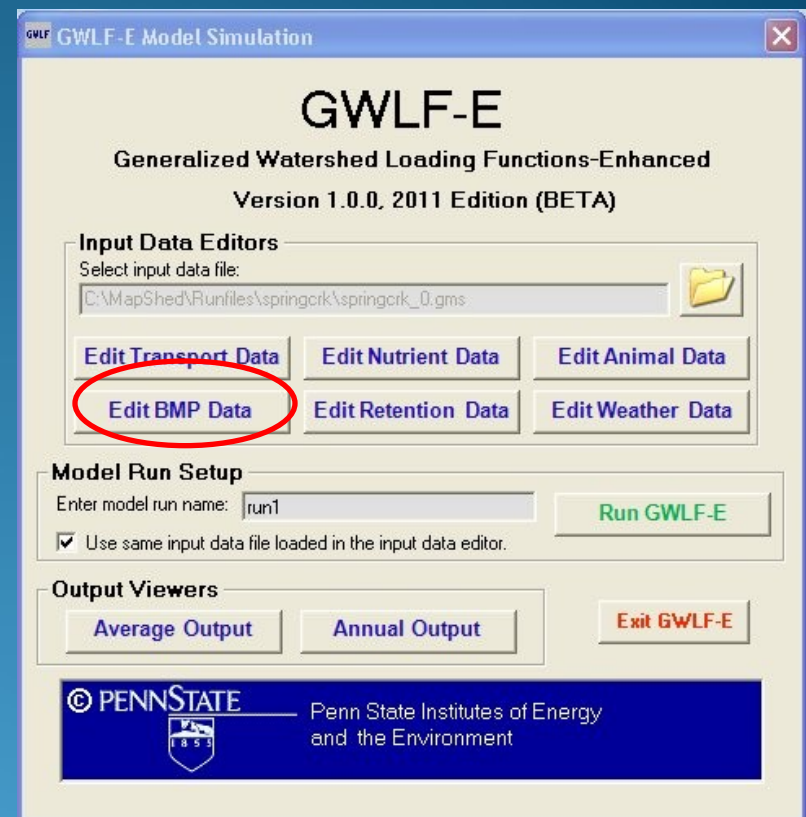 GWLF GWLF-E Model Simulation
GWLF-E
Generalized Watershed Loading Functions-Enhanced
Version 1.0.0, 2011 Edition (BETA)
Input Data Editors
Select input data file:
C:\MapShed\Runfiles\springcrk\springcrk_0.gms
Edit Transport Data Edit Nutrient Data Edit Animal Data
Edit BMP Data Edit Retention Data Edit Weather Data
Model Run Setup
Enter model run name: run1
Run GWLF-E
Use same input data file loaded in the input data editor.
Output Viewers
Average Output Annual Output
Exit GWLF-E
© PENNSTATE
1855
Penn State Institutes of Energy
and the Environment